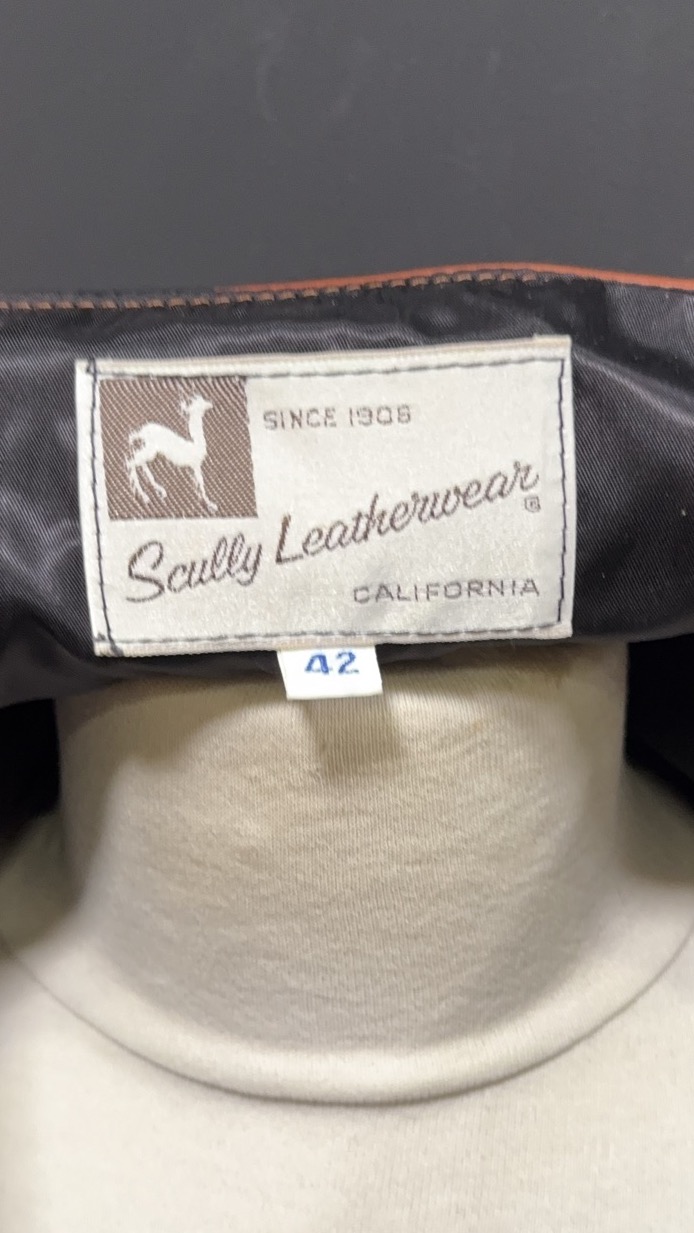 SINCE 1906
Scully Leatherwear®
CALIFORNIA
42